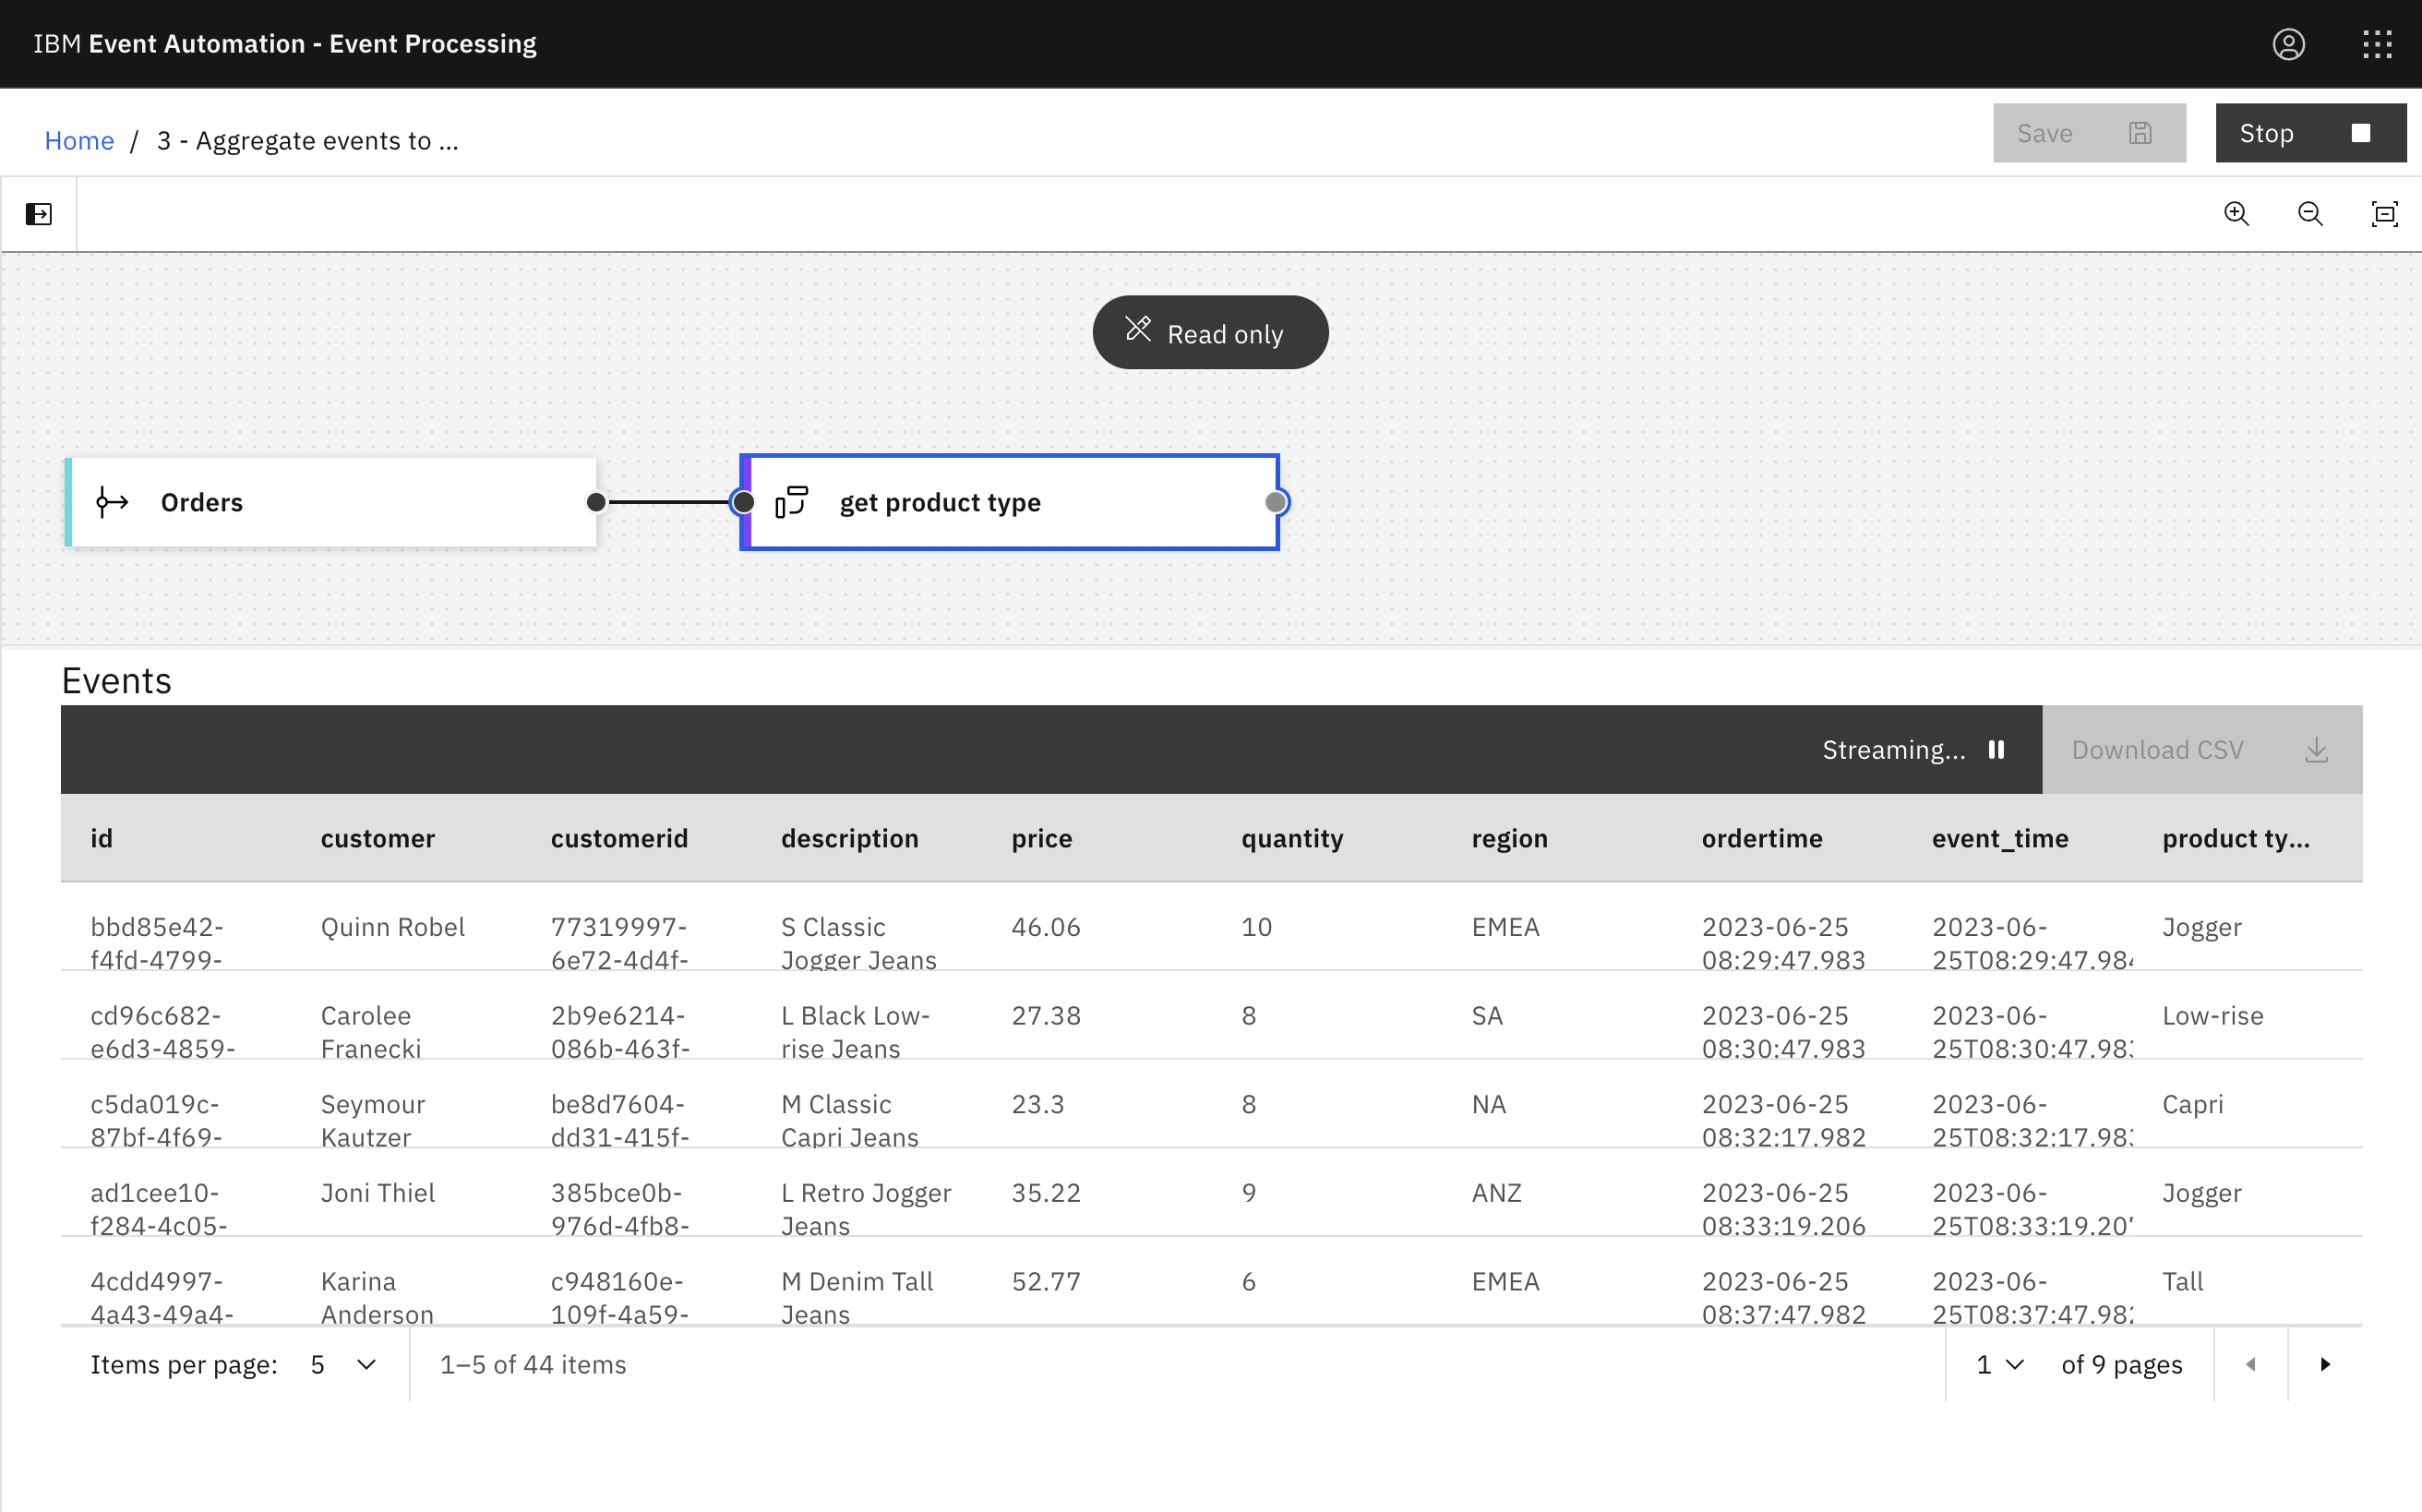 IBM Event Automation - Event Processing
Home / 3 - Aggregate events to ...
Save
Stop
Read only
Orders
get product type
Events
Streaming...
Download CSV
id customer customerid description price quantity region ordertime event_time product ty...
bbd85e42- Quinn Robel 77319997- S Classic 46.06 10 EMEA 2023-06-25 2023-06- Jogger
f4fd-4799- 6e72-4d4f- Jogger Jeans 08:29:47.983 25T08:29:47.984
cd96c682- Carolee 2b9e6214- L Black Low- 27.38 8 SA 2023-06-25 2023-06- Low-rise
e6d3-4859- Franecki 086b-463f- rise Jeans 08:30:47.983 25T08:30:47.983
c5da019c- Seymour be8d7604- M Classic 23.3 8 NA 2023-06-25 2023-06- Capri
87bf-4f69- Kautzer dd31-415f- Capri Jeans 08:32:17.982 25T08:32:17.983
ad1cee10- Joni Thiel 385bce0b- L Retro Jogger 35.22 9 ANZ 2023-06-25 2023-06- Jogger
f284-4c05- 976d-4fb8- Jeans 08:33:19.206 25T08:33:19.207
4cdd4997- Karina c948160e- M Denim Tall 52.77 6 EMEA 2023-06-25 2023-06- Tall
4a43-49a4- Anderson 109f-4a59- Jeans 08:37:47.982 25T08:37:47.982
Items per page: 5 1–5 of 44 items 1 of 9 pages